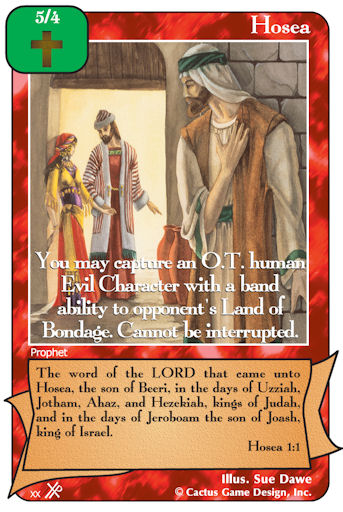 5/4
Hosea
You may capture an O.T. human
Evil Character with a band
ability to opponent's Land of
Bondage. Cannot be interrupted.
Prophet
The word of the LORD that came unto
Hosea, the son of Beeri, in the days of Uzziah,
Jotham, Ahaz, and Hezekiah, kings of Judah,
and in the days of Jeroboam the son of Joash,
king of Israel.
Hosea 1:1
Illus. Sue Dawe
XX
© Cactus Game Design, Inc.